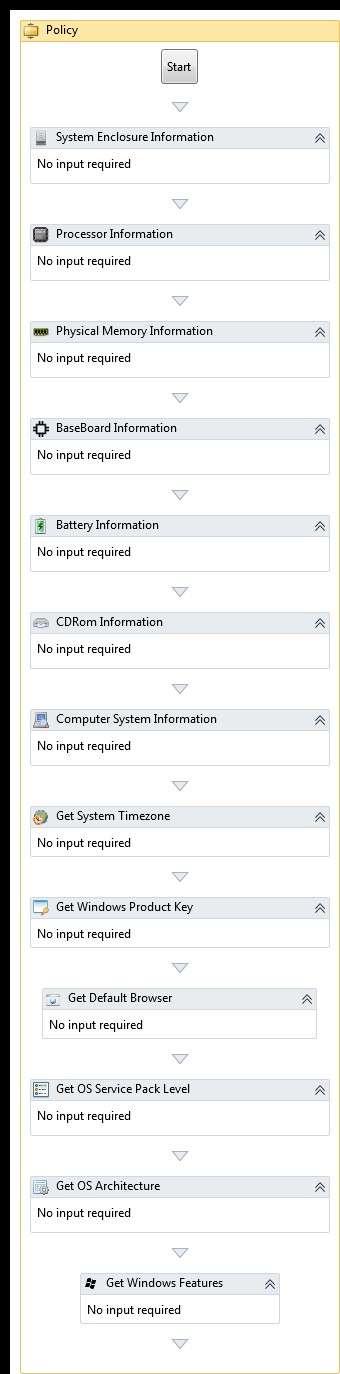 Policy
Start
System Enclosure Information
No input required
Processor Information
No input required
Physical Memory Information
No input required
BaseBoard Information
No input required
Battery Information
No input required
CDRom Information
No input required
Computer System Information
No input required
Get System Timezone
No input required
Get Windows Product Key
No input required
Get Default Browser
No input required
Get OS Service Pack Level
No input required
Get OS Architecture
No input required
Get Windows Features
No input required